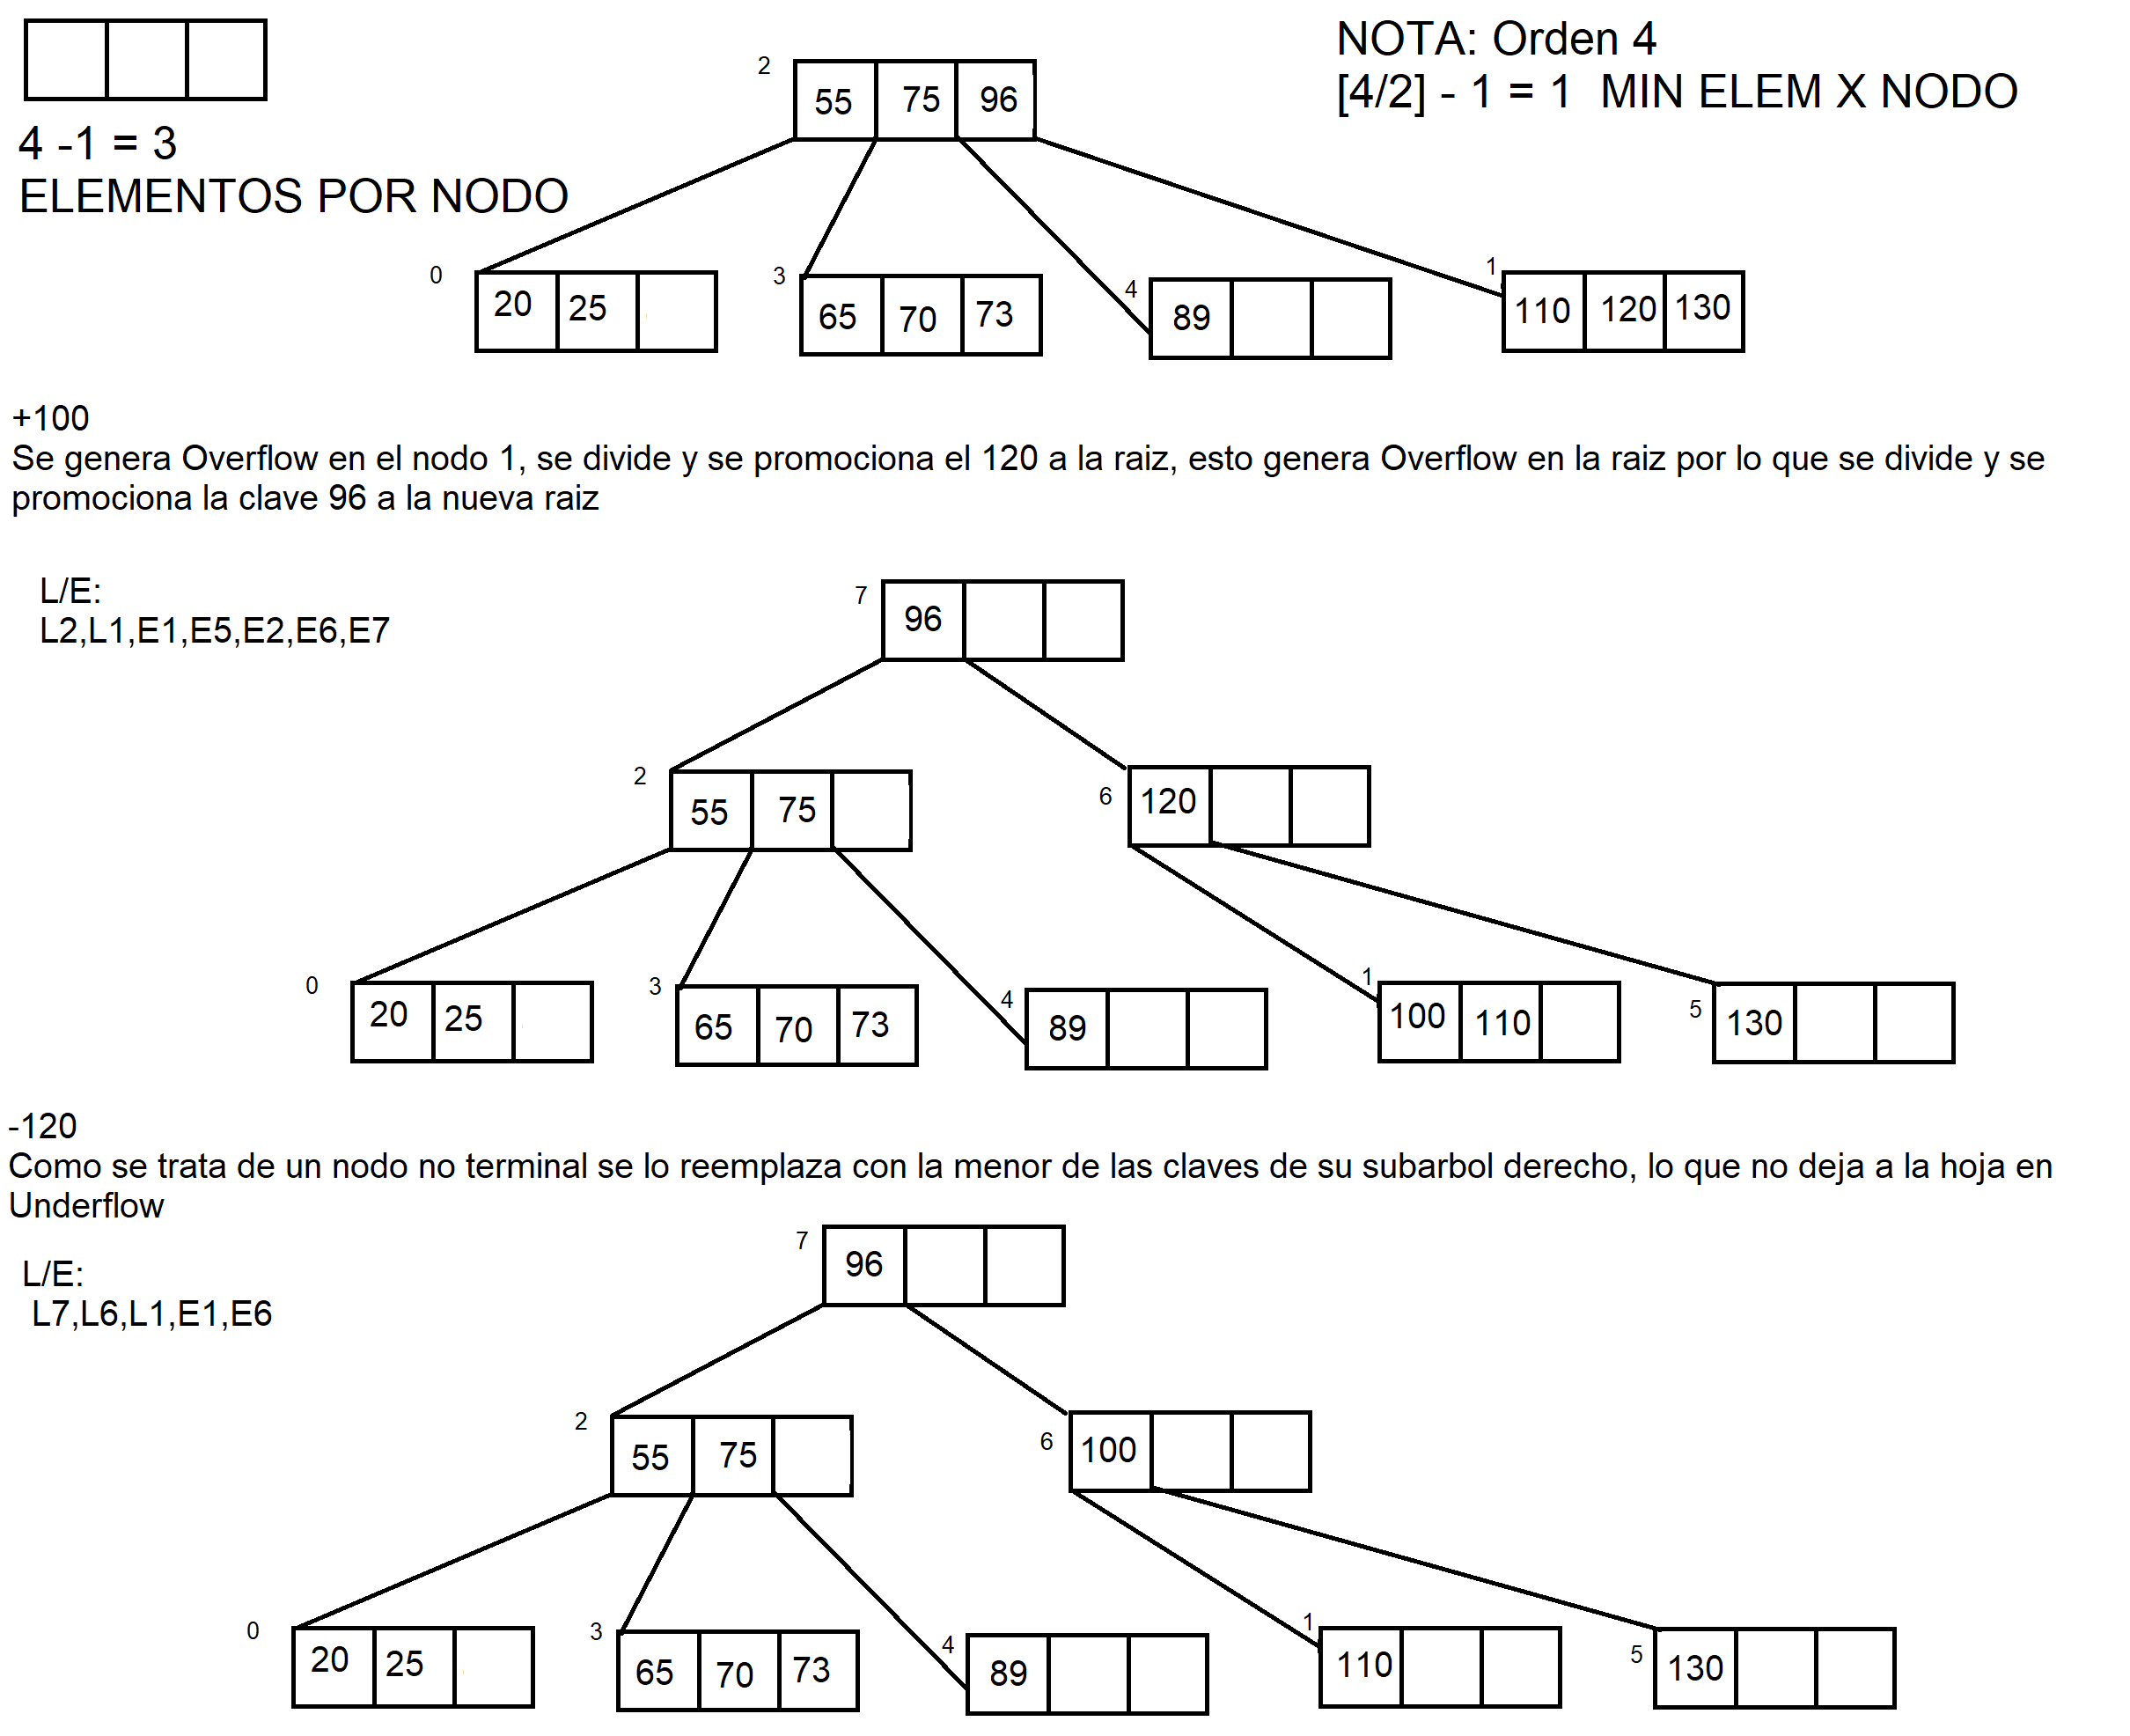 NOTA: Orden 4
[4/2] - 1 = 1  MIN ELEM X NODO
4 -1 = 3
ELEMENTOS POR NODO
2
55 75 96
0
20 25
3
65 70 73
4
89
1
110 120 130
+100
Se genera Overflow en el nodo 1, se divide y se promociona el 120 a la raiz, esto genera Overflow en la raiz por lo que se divide y se
promociona la clave 96 a la nueva raiz
L/E:
L2,L1,E1,E5,E2,E6,E7
7
96
2
55 75
6
120
0
20 25
3
65 70 73
4
89
1
100 110
5
130
-120
Como se trata de un nodo no terminal se lo reemplaza con la menor de las claves de su subarbol derecho, lo que no deja a la hoja en
Underflow
L/E:
L7,L6,L1,E1,E6
7
96
2
55 75
6
100
0
20 25
3
65 70 73
4
89
1
110
5
130